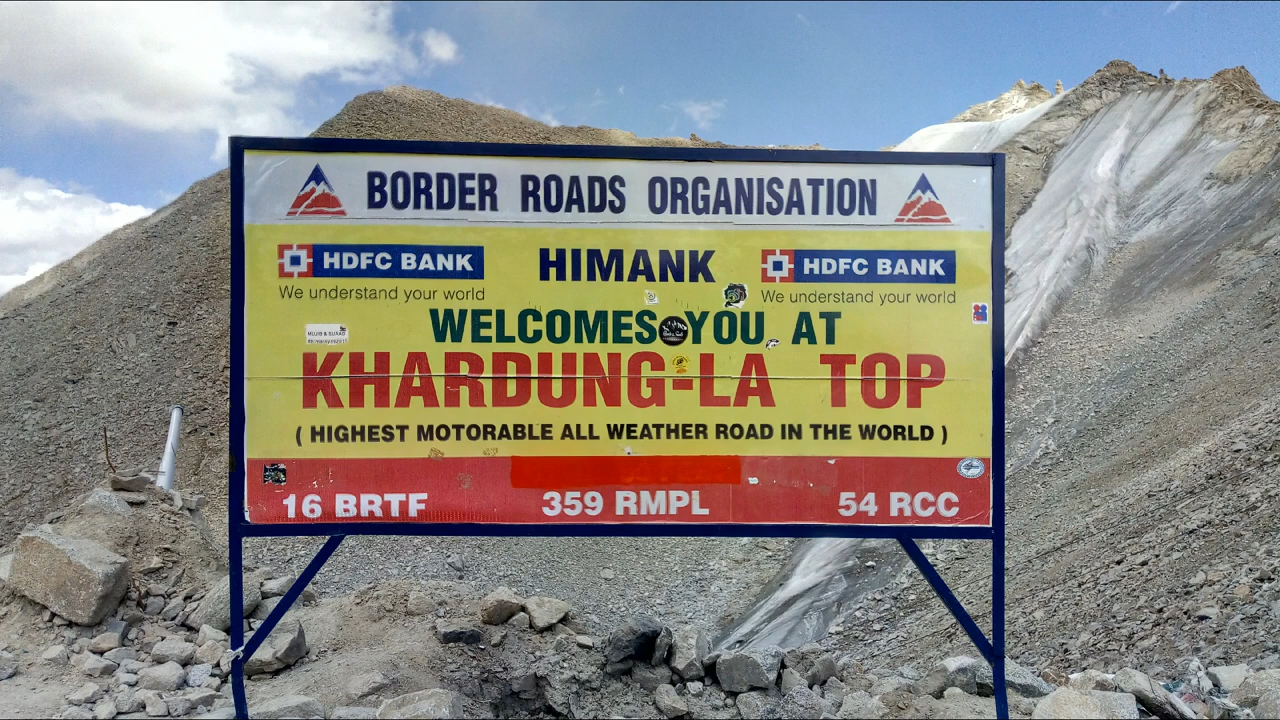 BORDER ROADS ORGANISATION
HDFC BANK HIMANK HDFC BANK
We understand your world We understand your world
WELCOMES YOU AT
KHARDUNG-LA TOP
( HIGHEST MOTORABLE ALL WEATHER ROAD IN THE WORLD )
16 BRTF 359 RMPL 54 RCC